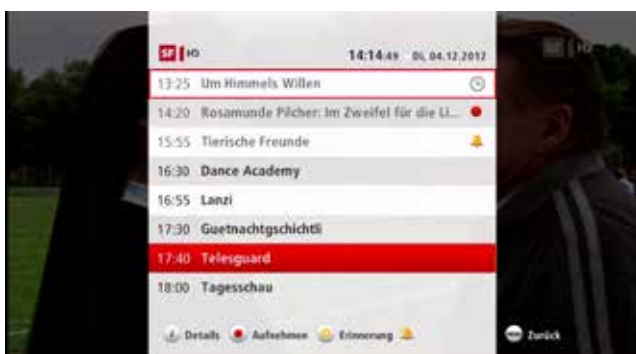 SF HD 14:14:49 Di, 04.12.2012
13:25 Um Himmels Willen
14:20 Rosamunde Pilcher: Im Zweifel für die Li...
15:55 Tierische Freunde
16:30 Dance Academy
16:55 Lanzi
17:30 Guetnachtgschichtli
17:40 Telesguard
18:00 Tagesschau
i Details Aufnehmen Erinnerung Zurück